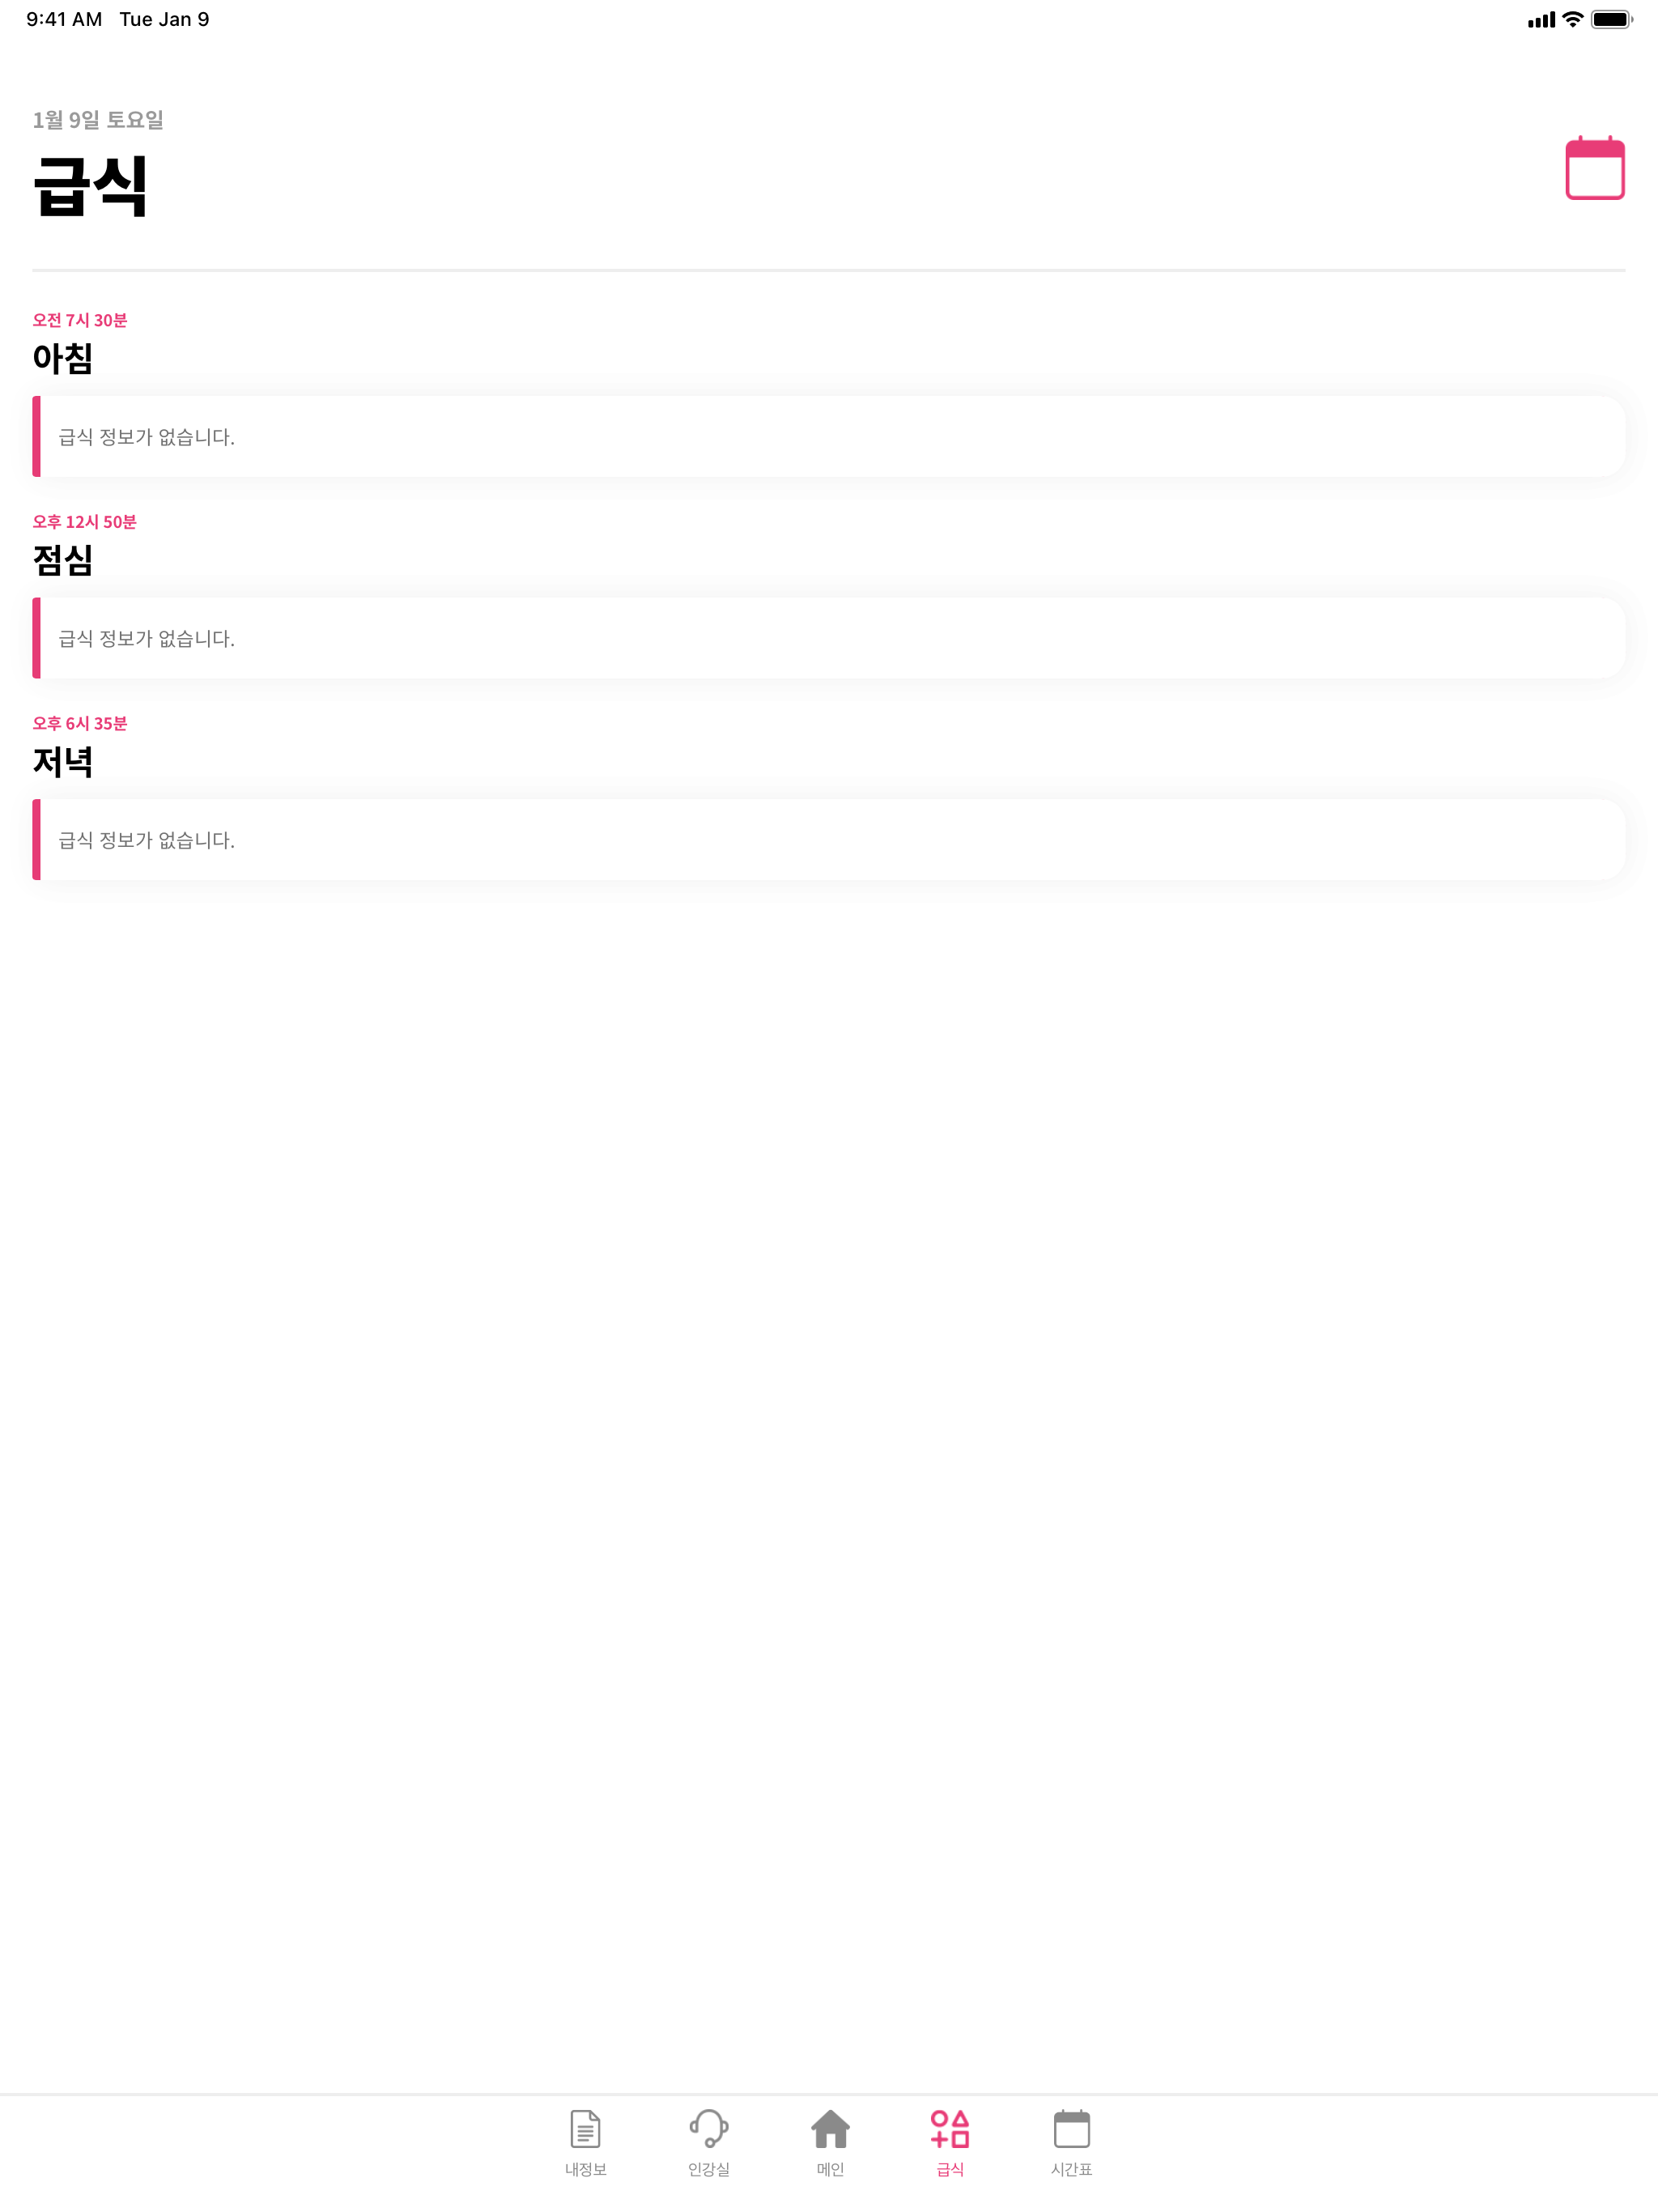 9:41 AM Tue Jan 9
1월 9일 토요일
급식
오전 7시 30분
아침
급식 정보가 없습니다.
오후 12시 50분
점심
급식 정보가 없습니다.
오후 6시 35분
저녁
급식 정보가 없습니다.
내정보 인강실 메인 급식 시간표